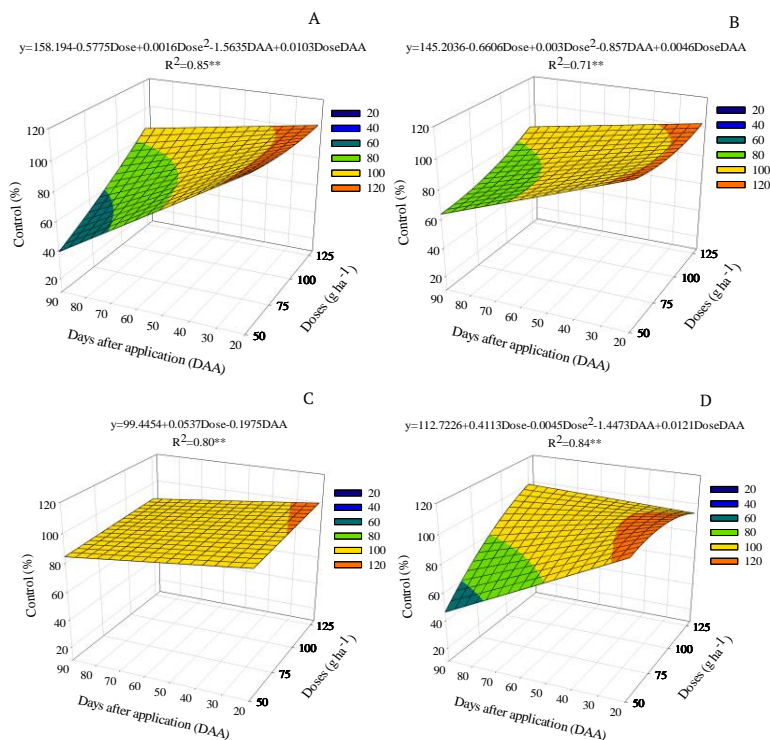 A
y=158.194-0.5775Dose+0.0016Dose²-1.5635DAA+0.0103DoseDAA
R²=0.85**
120
100
80
60
40
20
Control (%)
90 80 70 60 50 40 30 20
Days after application (DAA)
50 75 100 125
Doses (g ha⁻¹)
20
40
60
80
100
120
B
y=145.2036-0.6606Dose+0.003Dose²-0.857DAA+0.0046DoseDAA
R²=0.71**
120
100
80
60
40
20
Control (%)
90 80 70 60 50 40 30 20
Days after application (DAA)
50 75 100 125
Doses (g ha⁻¹)
20
40
60
80
100
120
C
y=99.4454+0.0537Dose-0.1975DAA
R²=0.80**
120
100
80
60
40
20
Control (%)
90 80 70 60 50 40 30 20
Days after application (DAA)
50 75 100 125
Doses (g ha⁻¹)
20
40
60
80
100
120
D
y=112.7226+0.4113Dose-0.0045Dose²-1.4473DAA+0.0121DoseDAA
R²=0.84**
120
100
80
60
40
20
Control (%)
90 80 70 60 50 40 30 20
Days after application (DAA)
50 75 100 125
Doses (g ha⁻¹)
20
40
60
80
100
120